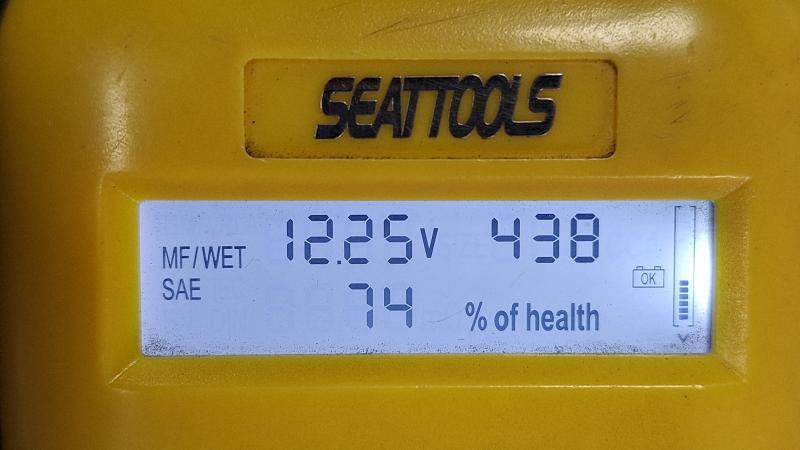 SEATTOOLS
MF/WET 12.25V 438
SAE
OK
74 % of health